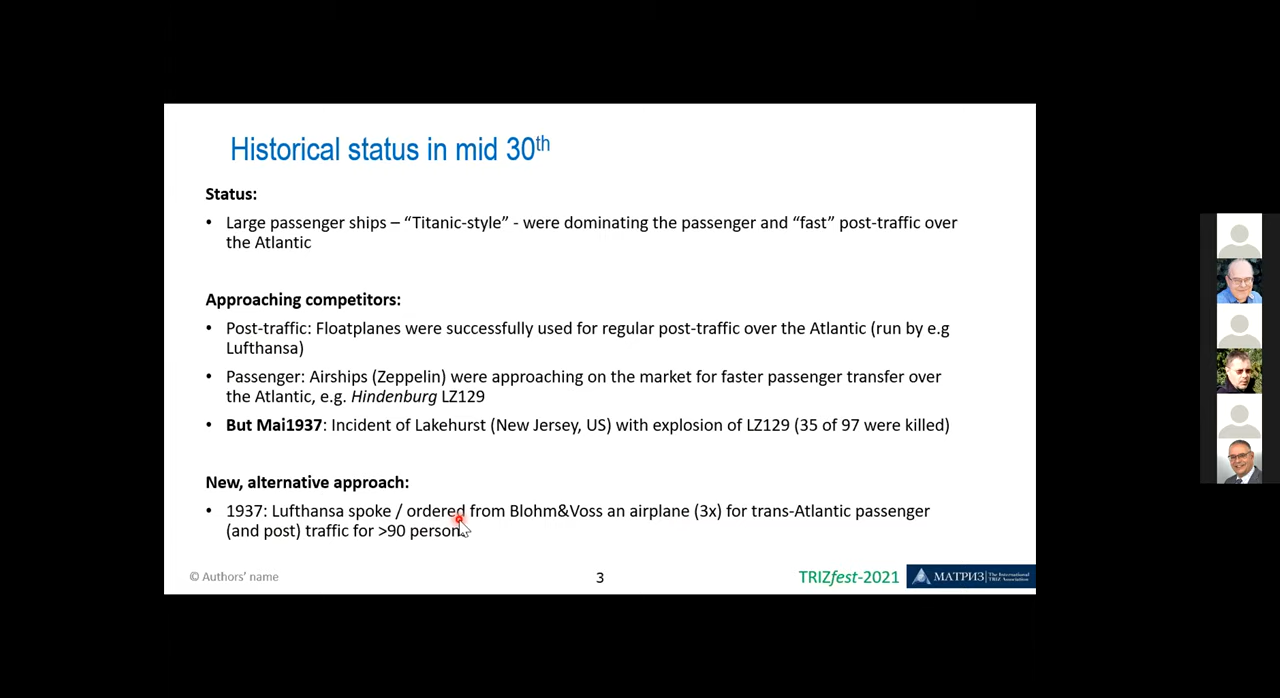 Historical status in mid 30th
Status:
• Large passenger ships – “Titanic-style” - were dominating the passenger and “fast” post-traffic over
the Atlantic
Approaching competitors:
• Post-traffic: Floatplanes were successfully used for regular post-traffic over the Atlantic (run by e.g
Lufthansa)
• Passenger: Airships (Zeppelin) were approaching on the market for faster passenger transfer over
the Atlantic, e.g. Hindenburg LZ129
• But Mai1937: Incident of Lakehurst (New Jersey, US) with explosion of LZ129 (35 of 97 were killed)
New, alternative approach:
• 1937: Lufthansa spoke / ordered from Blohm&Voss an airplane (3x) for trans-Atlantic passenger
(and post) traffic for >90 person
© Authors’ name
3
TRIZfest-2021
МАТРИЗ
The International
TRIZ Association